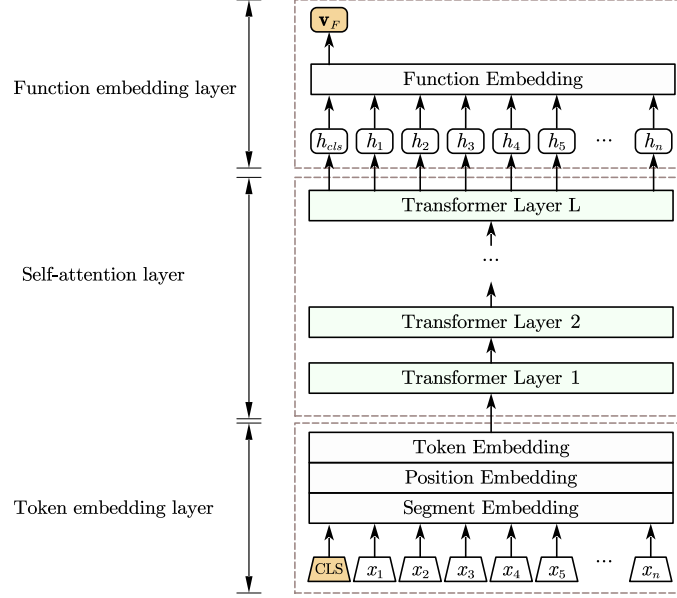 v_F
Function Embedding
Function embedding layer
h_cls h_1 h_2 h_3 h_4 h_5 ... h_n
Transformer Layer L
...
Self-attention layer
Transformer Layer 2
Transformer Layer 1
Token Embedding
Position Embedding
Segment Embedding
Token embedding layer
CLS x_1 x_2 x_3 x_4 x_5 ... x_n